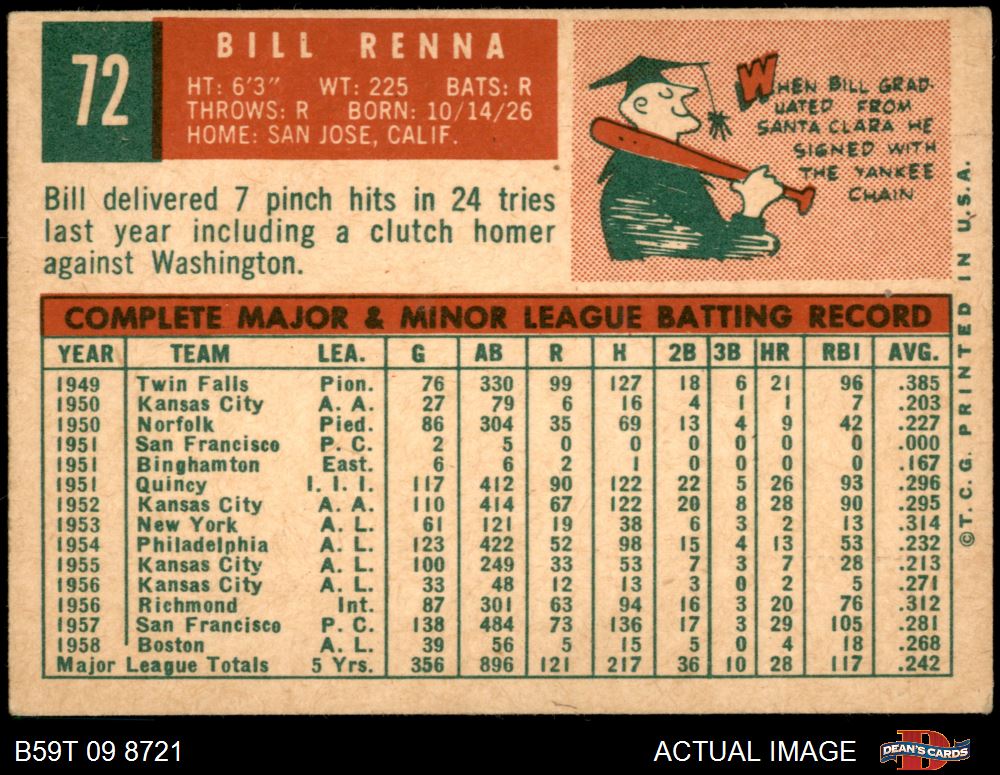 72
BILL RENNA
HT: 6'3" WT: 225 BATS: R
THROWS: R BORN: 10/14/26
HOME: SAN JOSE, CALIF.
WHEN BILL GRAD-
UATED FROM
SANTA CLARA HE
SIGNED WITH
THE YANKEE
CHAIN
Bill delivered 7 pinch hits in 24 tries
last year including a clutch homer
against Washington.
COMPLETE MAJOR & MINOR LEAGUE BATTING RECORD
YEAR TEAM LEA. G AB R H 2B 3B HR RBI AVG.
1949 Twin Falls Pion. 76 330 99 127 18 6 21 96 .385
1950 Kansas City A. A. 27 79 6 16 4 1 1 7 .203
1950 Norfolk Pied. 86 304 35 69 13 4 9 42 .227
1951 San Francisco P. C. 2 5 0 0 0 0 0 0 .000
1951 Binghamton East. 6 6 2 1 0 0 0 0 .167
1951 Quincy I. I. I. 117 412 90 122 22 5 26 93 .296
1952 Kansas City A. A. 110 414 67 122 20 8 28 90 .295
1953 New York A. L. 61 121 19 38 6 3 2 13 .314
1954 Philadelphia A. L. 123 422 52 98 15 4 13 53 .232
1955 Kansas City A. L. 100 249 33 53 7 3 7 28 .213
1956 Kansas City A. L. 33 48 12 13 3 0 2 5 .271
1956 Richmond Int. 87 301 63 94 16 3 20 76 .312
1957 San Francisco P. C. 138 484 73 136 17 3 29 105 .281
1958 Boston A. L. 39 56 5 15 5 0 4 18 .268
Major League Totals 5 Yrs. 356 896 121 217 36 10 28 117 .242
©T. C. G. PRINTED IN U.S.A.
B59T 09 8721
ACTUAL IMAGE
D
DEAN'S CARDS